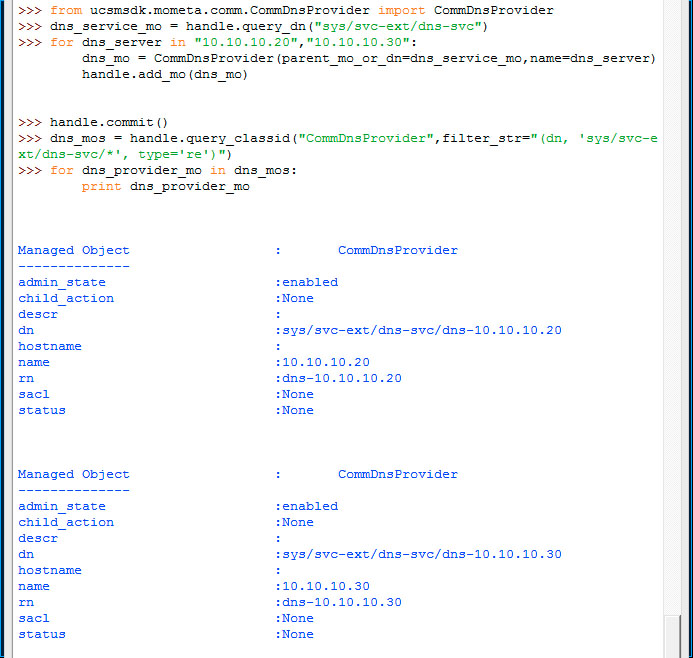 >>> from ucsmsdk.mometa.comm.CommDnsProvider import CommDnsProvider
>>> dns_service_mo = handle.query_dn("sys/svc-ext/dns-svc")
>>> for dns_server in "10.10.10.20","10.10.10.30":
        dns_mo = CommDnsProvider(parent_mo_or_dn=dns_service_mo,name=dns_server)
        handle.add_mo(dns_mo)
>>> handle.commit()
>>> dns_mos = handle.query_classid("CommDnsProvider",filter_str="(dn, 'sys/svc-e
xt/dns-svc/*', type='re')")
>>> for dns_provider_mo in dns_mos:
        print dns_provider_mo
Managed Object                  :       CommDnsProvider
--------------
admin_state                     :enabled
child_action                    :None
descr                           :
dn                              :sys/svc-ext/dns-svc/dns-10.10.10.20
hostname                        :
name                            :10.10.10.20
rn                              :dns-10.10.10.20
sacl                            :None
status                          :None
Managed Object                  :       CommDnsProvider
--------------
admin_state                     :enabled
child_action                    :None
descr                           :
dn                              :sys/svc-ext/dns-svc/dns-10.10.10.30
hostname                        :
name                            :10.10.10.30
rn                              :dns-10.10.10.30
sacl                            :None
status                          :None